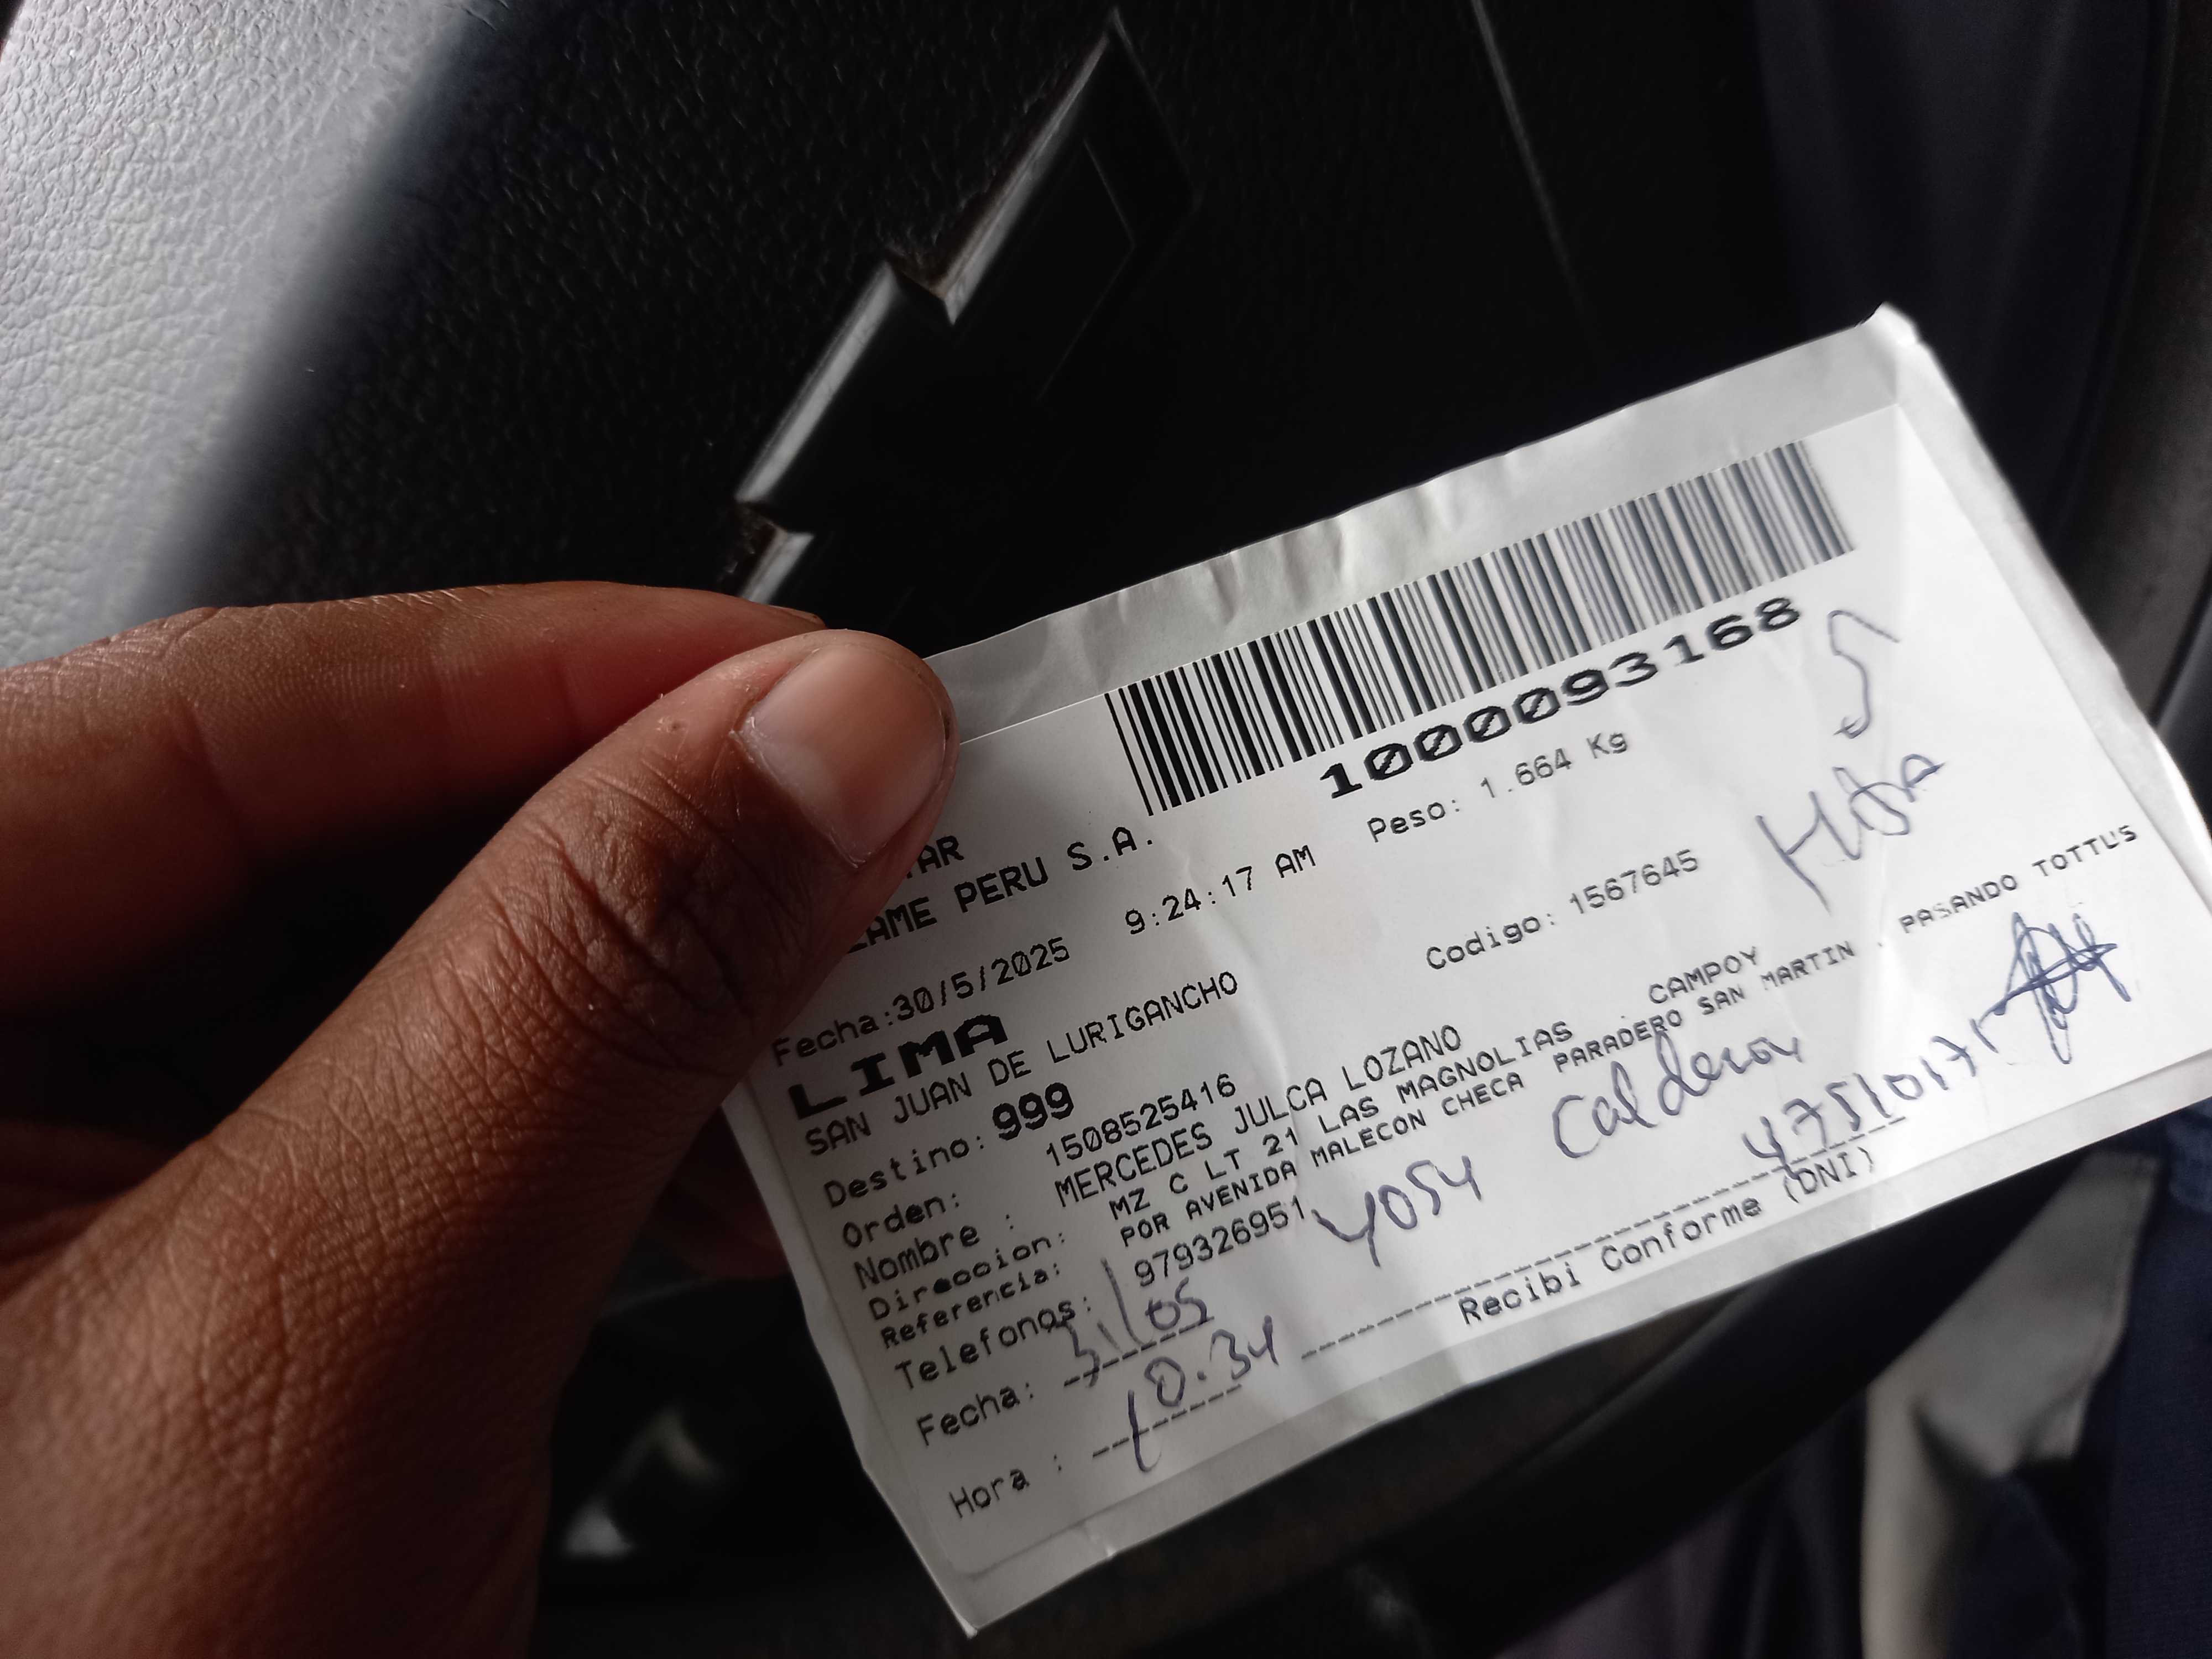 1000093168
AR
AME PERU S.A.
Fecha:30/5/2025 9:24:17 AM Peso: 1.664 Kg
LIMA
SAN JUAN DE LURIGANCHO Codigo: 1567645
Destino: 999
Orden: 1508525416
Nombre : MERCEDES JULCA LOZANO
Direccion: MZ C LT 21 LAS MAGNOLIAS CAMPOY
Referencia: POR AVENIDA MALECON CHECA PARADERO SAN MARTIN . PASANDO TOTTUS
Telefonos: 979326951
Yosy Calderon
Fecha: 31/05
Hora : 10.34
Recibi Conforme (DNI)